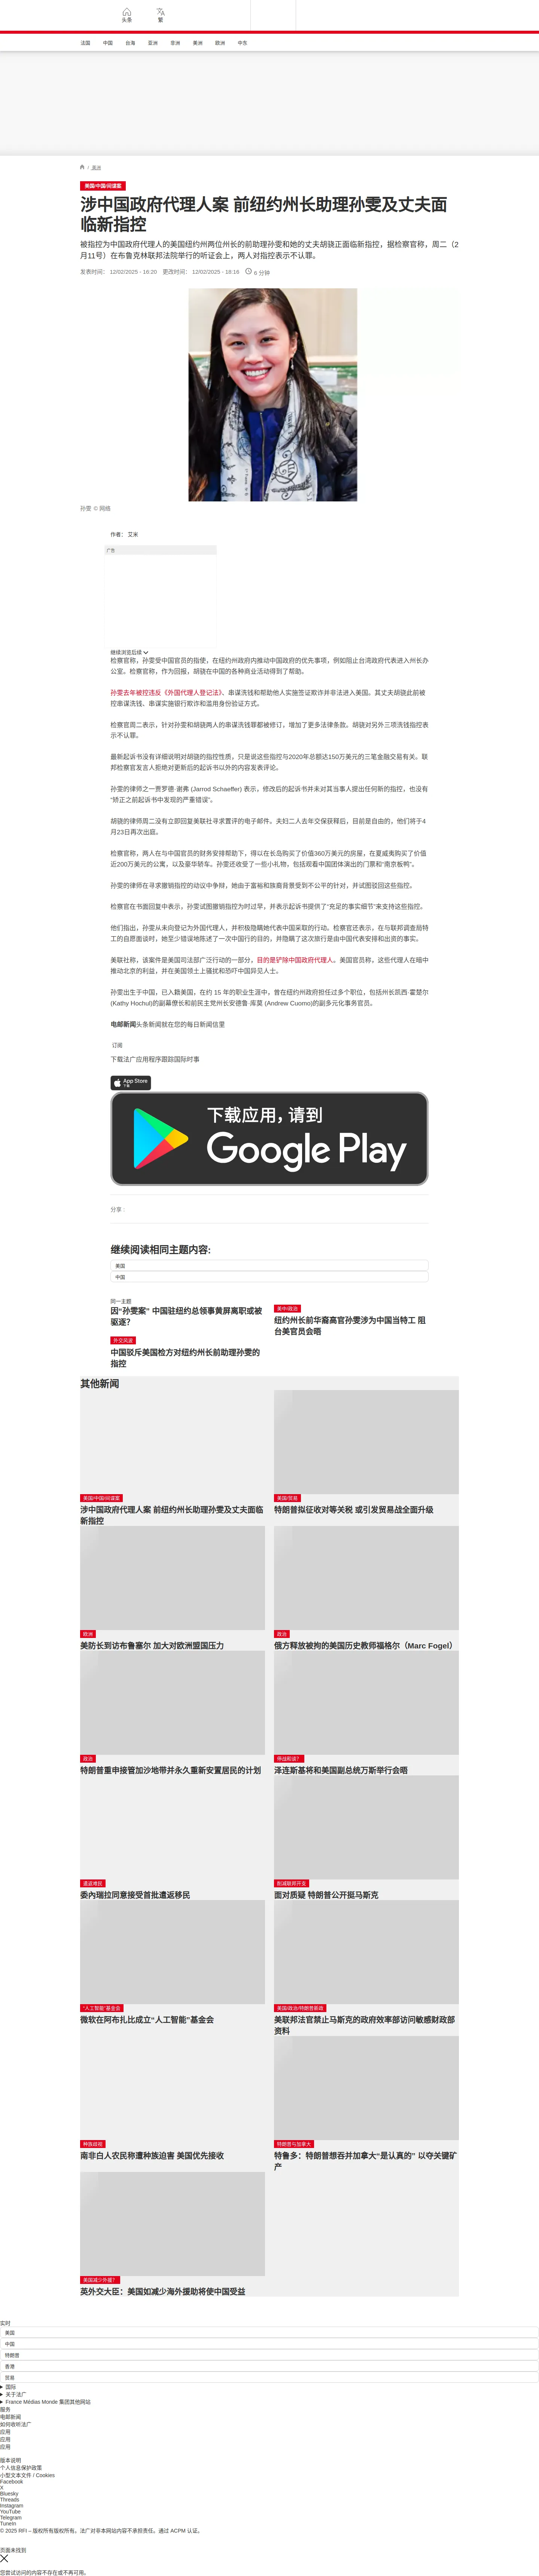 头条
繁
法国 中国 台海 亚洲 非洲 美洲 欧洲 中东
/ 美洲
美国/中国/间谍案
涉中国政府代理人案 前纽约州长助理孙雯及丈夫面
临新指控
被指控为中国政府代理人的美国纽约州两位州长的前助理孙雯和她的丈夫胡骁正面临新指控，据检察官称，周二（2
月11号）在布鲁克林联邦法院举行的听证会上，两人对指控表示不认罪。
发表时间： 12/02/2025 - 16:20 更改时间： 12/02/2025 - 18:16 6 分钟
孙雯 © 网络
作者： 艾米
广告
继续浏览后续
检察官称，孙雯受中国官员的指使，在纽约州政府内推动中国政府的优先事项，例如阻止台湾政府代表进入州长办
公室。检察官称，作为回报，胡骁在中国的各种商业活动得到了帮助。
孙雯去年被控违反《外国代理人登记法》、串谋洗钱和帮助他人实施签证欺诈并非法进入美国。其丈夫胡骁此前被
控串谋洗钱、串谋实施银行欺诈和滥用身份验证方式。
检察官周二表示，针对孙雯和胡骁两人的串谋洗钱罪都被修订，增加了更多法律条款。胡骁对另外三项洗钱指控表
示不认罪。
最新起诉书没有详细说明对胡骁的指控性质，只是说这些指控与2020年总额达150万美元的三笔金融交易有关。联
邦检察官发言人拒绝对更新后的起诉书以外的内容发表评论。
孙雯的律师之一贾罗德·谢弗 (Jarrod Schaeffer) 表示，修改后的起诉书并未对其当事人提出任何新的指控，也没有
“矫正之前起诉书中发现的严重错误”。
胡骁的律师周二没有立即回复美联社寻求置评的电子邮件。夫妇二人去年交保获释后，目前是自由的，他们将于4
月23日再次出庭。
检察官称，两人在与中国官员的财务安排帮助下，得以在长岛购买了价值360万美元的房屋，在夏威夷购买了价值
近200万美元的公寓，以及豪华轿车。孙雯还收受了一些小礼物，包括观看中国团体演出的门票和“南京板鸭”。
孙雯的律师在寻求撤销指控的动议中争辩，她由于富裕和族裔背景受到不公平的针对，并试图驳回这些指控。
检察官在书面回复中表示，孙雯试图撤销指控为时过早，并表示起诉书提供了“充足的事实细节”来支持这些指控。
他们指出，孙雯从未向登记为外国代理人，并积极隐瞒她代表中国采取的行动。检察官还表示，在与联邦调查局特
工的自愿面谈时，她至少错误地陈述了一次中国行的目的，并隐瞒了这次旅行是由中国代表安排和出资的事实。
美联社称，该案件是美国司法部广泛行动的一部分，目的是铲除中国政府代理人。美国官员称，这些代理人在暗中
推动北京的利益，并在美国领土上骚扰和恐吓中国异见人士。
孙雯出生于中国，已入籍美国，在约 15 年的职业生涯中，曾在纽约州政府担任过多个职位，包括州长凯西·霍楚尔
(Kathy Hochul)的副幕僚长和前民主党州长安德鲁·库莫 (Andrew Cuomo)的副多元化事务官员。
电邮新闻头条新闻就在您的每日新闻信里
订阅
下载法广应用程序跟踪国际时事
App Store
下载
下载应用，请到
Google Play
分享 :
继续阅读相同主题内容:
美国
中国
同一主题
因“孙雯案” 中国驻纽约总领事黄屏离职或被
驱逐？
美中/政治
纽约州长前华裔高官孙雯涉为中国当特工 阻
台美官员会晤
外交风波
中国驳斥美国检方对纽约州长前助理孙雯的
指控
其他新闻
美国/中国/间谍案
涉中国政府代理人案 前纽约州长助理孙雯及丈夫面临
新指控
美国/贸易
特朗普拟征收对等关税 或引发贸易战全面升级
欧洲
美防长到访布鲁塞尔 加大对欧洲盟国压力
政治
俄方释放被拘的美国历史教师福格尔（Marc Fogel）
政治
特朗普重申接管加沙地带并永久重新安置居民的计划
停战和谈？
泽连斯基将和美国副总统万斯举行会晤
遣返难民
委内瑞拉同意接受首批遣返移民
削减联邦开支
面对质疑 特朗普公开挺马斯克
“人工智能”基金会
微软在阿布扎比成立“人工智能”基金会
美国/政治/特朗普新政
美联邦法官禁止马斯克的政府效率部访问敏感财政部
资料
种族歧视
南非白人农民称遭种族迫害 美国优先接收
特朗普与加拿大
特鲁多：特朗普想吞并加拿大“是认真的” 以夺关键矿
产
美国减少外援？
英外交大臣：美国如减少海外援助将使中国受益
实时
美国
中国
特朗普
香港
贸易
国际
关于法广
France Médias Monde 集团其他网站
服务
电邮新闻
如何收听法广
应用
应用
应用
版本说明
个人信息保护政策
小型文本文件 / Cookies
Facebook
X
Bluesky
Threads
Instagram
YouTube
Telegram
TuneIn
© 2025 RFI – 版权所有版权所有。法广对非本网站内容不承担责任。通过 ACPM 认证。
页面未找到
您尝试访问的内容不存在或不再可用。